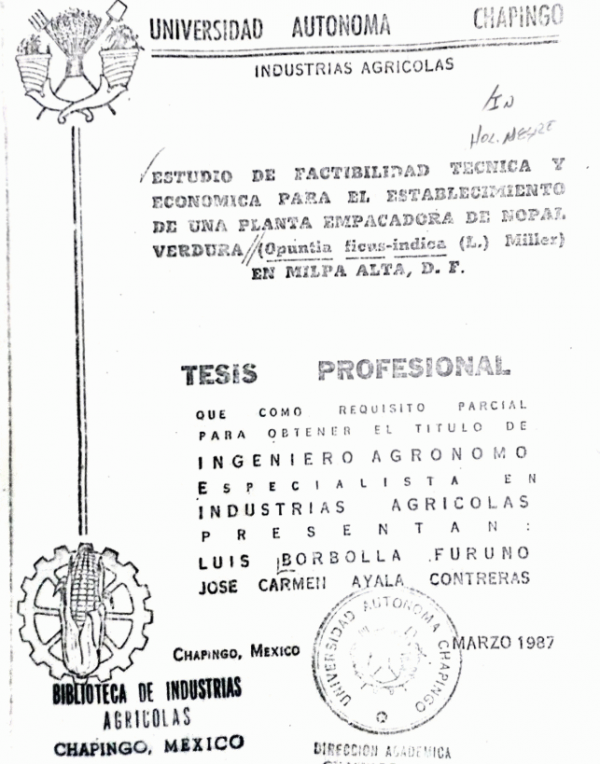 UNIVERSIDAD AUTONOMA CHAPINGO
INDUSTRIAS AGRICOLAS
ESTUDIO DE FACTIBILIDAD TECNICA Y
ECONOMICA PARA EL ESTABLECIMIENTO
DE UNA PLANTA EMPACADORA DE NOPAL
VERDURA (Opuntia ficus-indica (L.) Miller)
EN MILPA ALTA, D. F.
TESIS PROFESIONAL
QUE COMO REQUISITO PARCIAL
PARA OBTENER EL TITULO DE
INGENIERO AGRONOMO
ESPECIALISTA EN
INDUSTRIAS AGRICOLAS
PRESENTAN:
LUIS BORBOLLA FURUNO
JOSE CARMEN AYALA CONTRERAS
UNIVERSIDAD AUTONOMA CHAPINGO
CHAPINGO, MEXICO
MARZO 1987
BIBLIOTECA DE INDUSTRIAS
AGRICOLAS
CHAPINGO, MEXICO
DIRECCION ACADEMICA